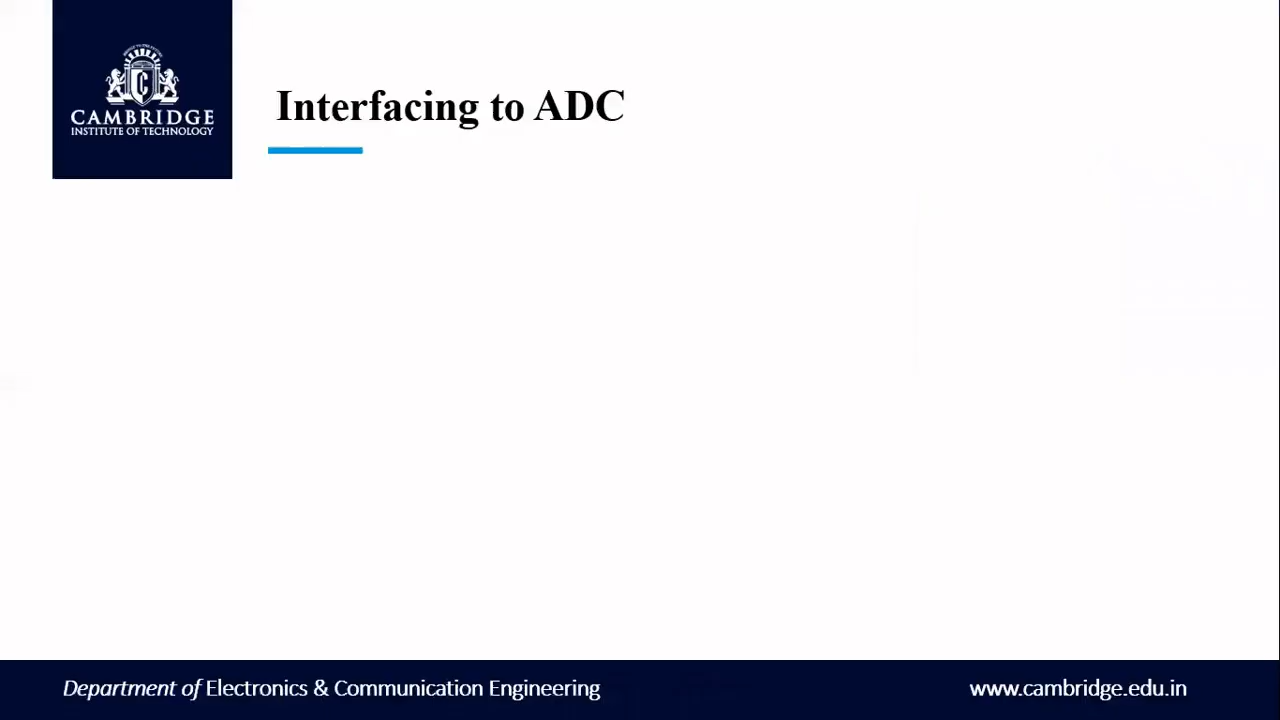 CAMBRIDGE
INSTITUTE OF TECHNOLOGY
Interfacing to ADC
Department of Electronics & Communication Engineering
www.cambridge.edu.in